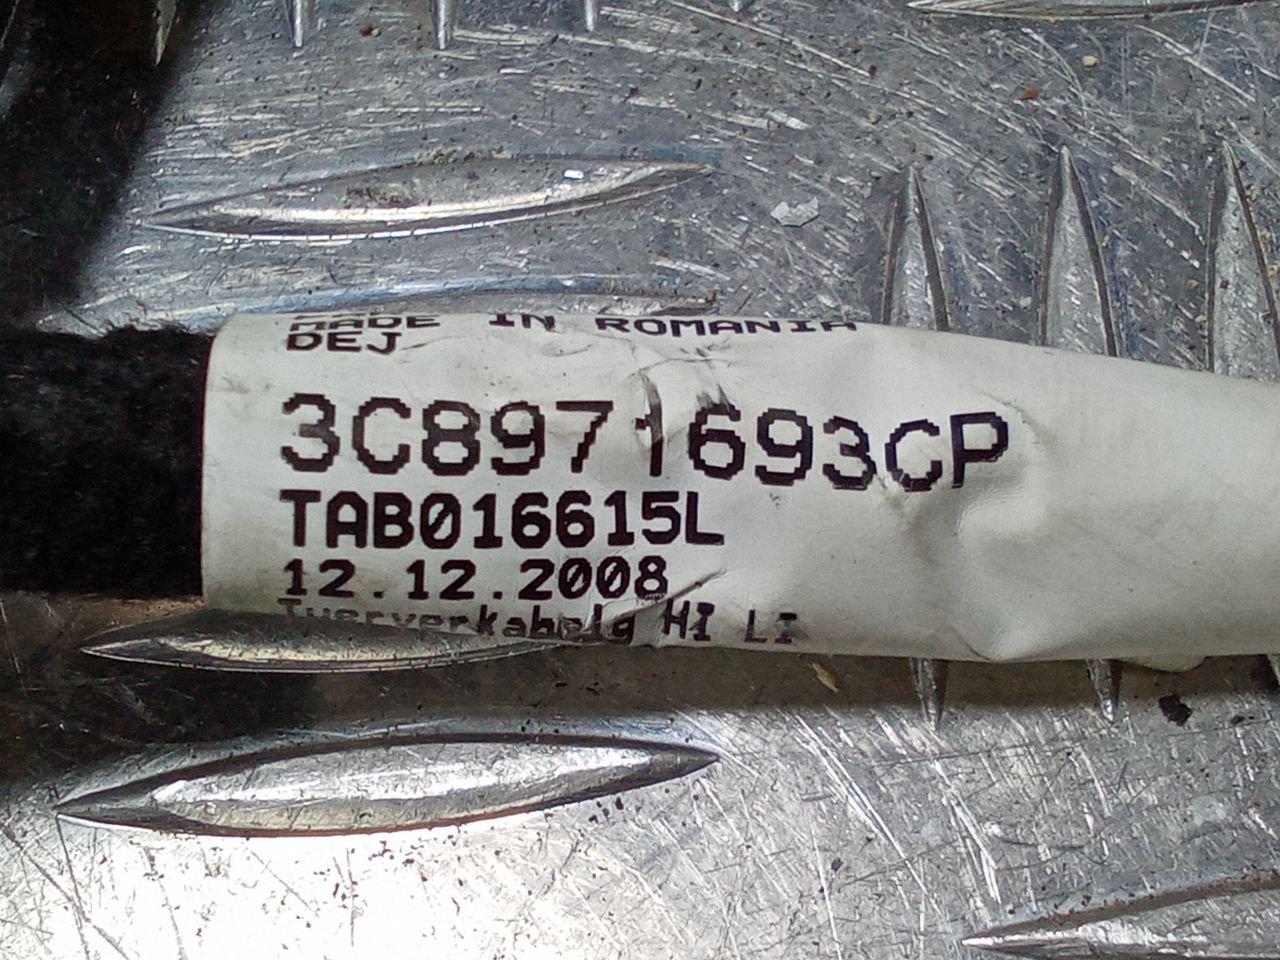 MADE IN ROMANIA
DEJ
3C8971693CP
TAB016615L
12.12.2008
Tuerverkabelg HI LI